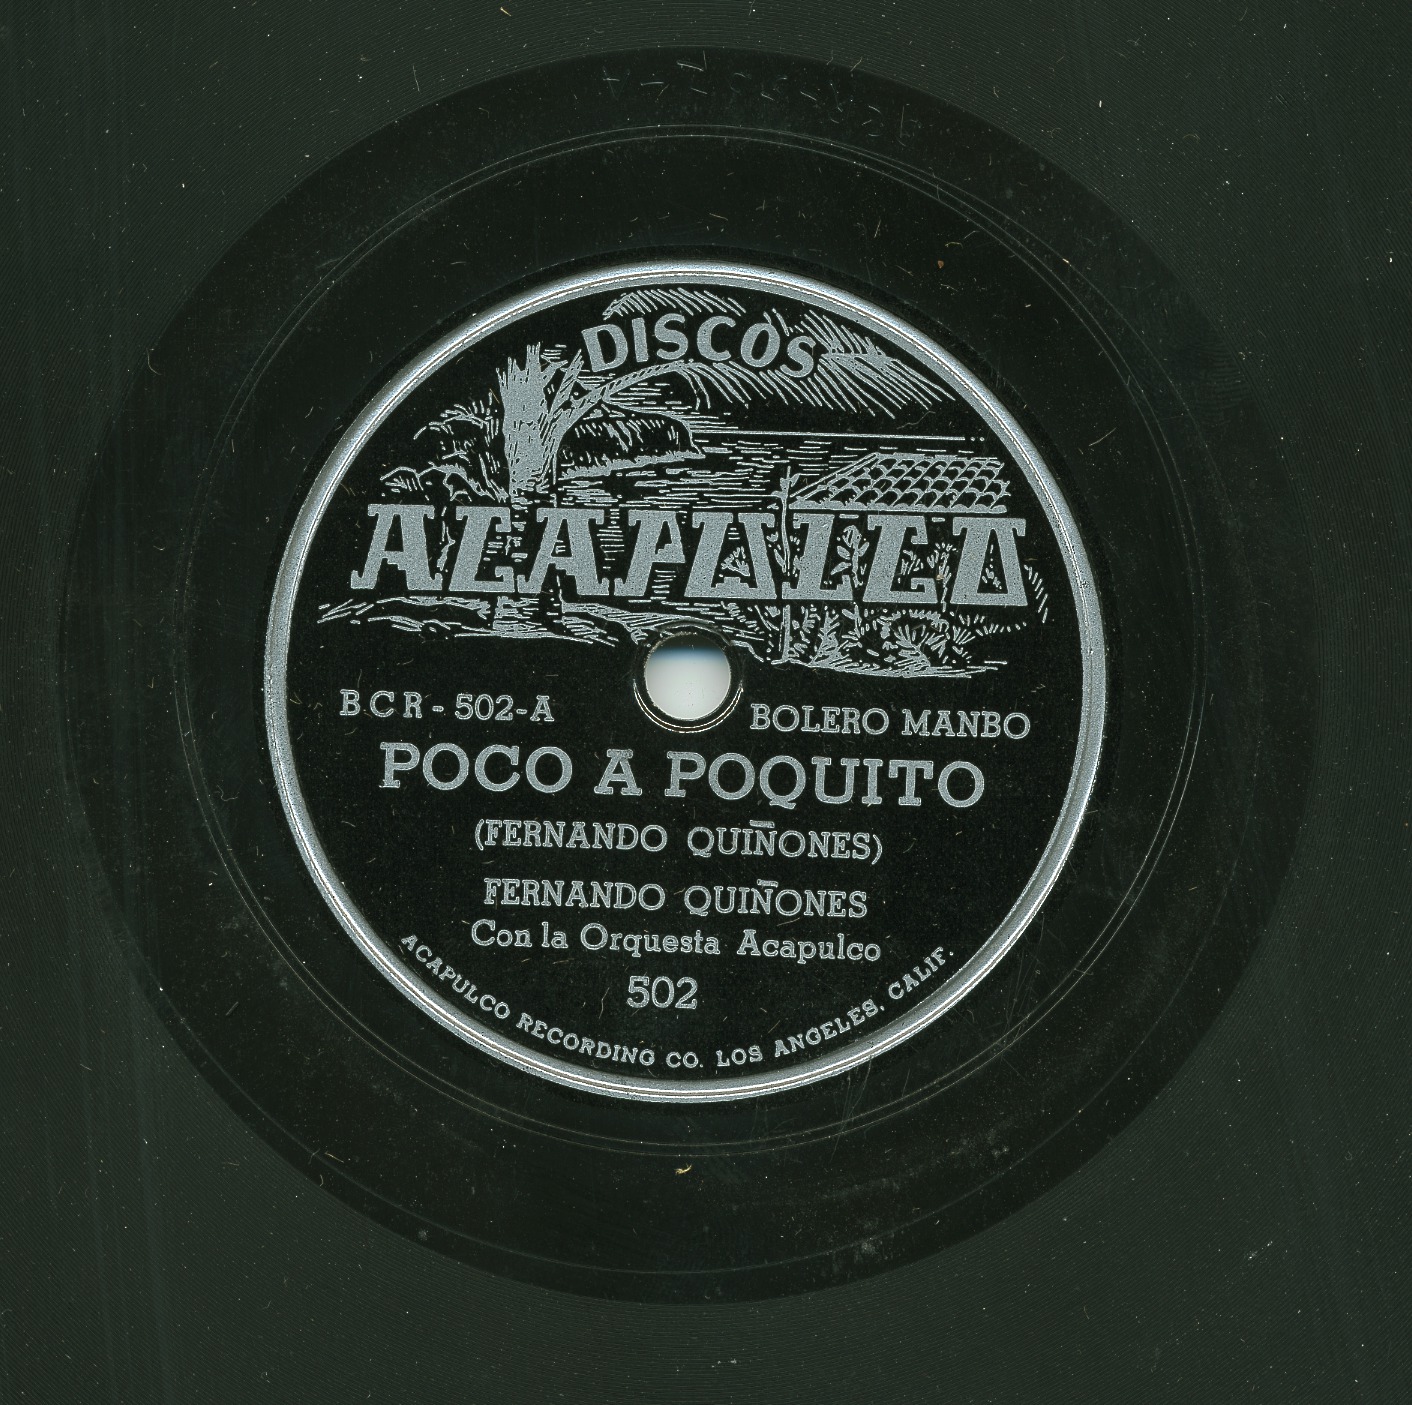 DISCOS
ACAPULCO
BCR-502-A
BOLERO MANBO
POCO A POQUITO
(FERNANDO QUIÑONES)
FERNANDO QUIÑONES
Con la Orquesta Acapulco
502
ACAPULCO RECORDING CO. LOS ANGELES, CALIF.